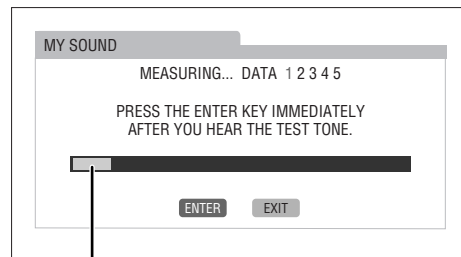 MY SOUND
MEASURING... DATA 1 2 3 4 5
PRESS THE ENTER KEY IMMEDIATELY
AFTER YOU HEAR THE TEST TONE.
ENTER EXIT